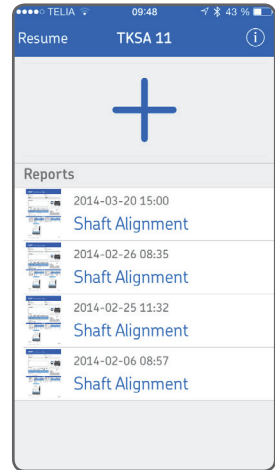 TELIA 09:48 43 %
Resume TKSA 11
Reports
2014-03-20 15:00
Shaft Alignment
2014-02-26 08:35
Shaft Alignment
2014-02-25 11:32
Shaft Alignment
2014-02-06 08:57
Shaft Alignment